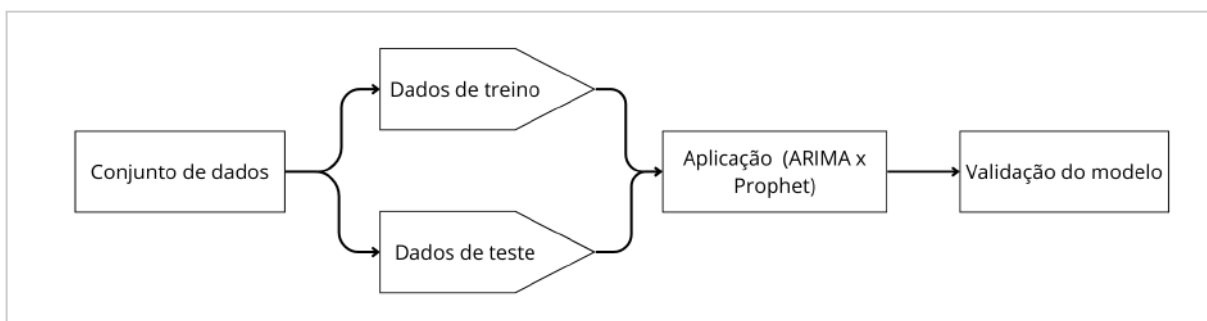 Conjunto de dados
Dados de treino
Dados de teste
Aplicação (ARIMA x
Prophet)
Validação do modelo